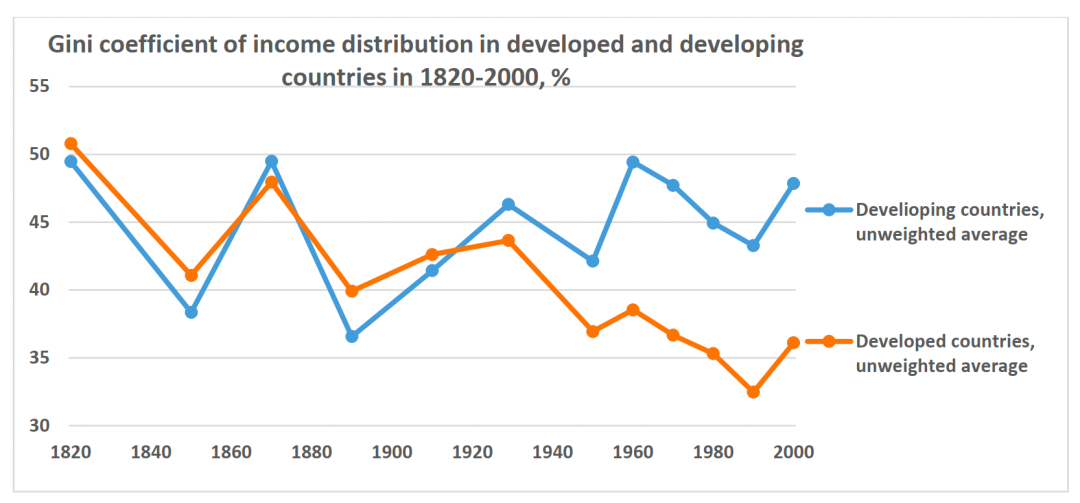 Gini coefficient of income distribution in developed and developing
countries in 1820-2000, %
55
50
45
40
35
30
1820 1840 1860 1880 1900 1920 1940 1960 1980 2000
Develioping countries,
unweighted average
Developed countries,
unweighted average